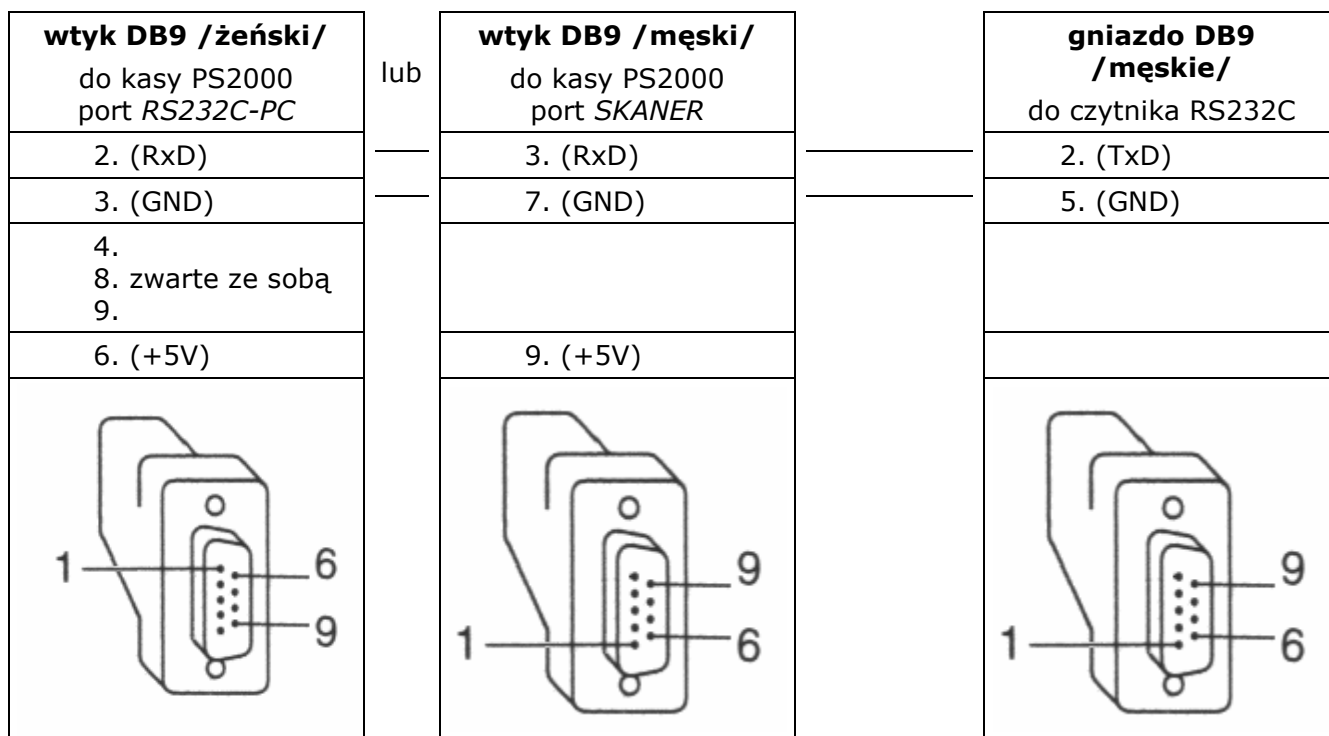 wtyk DB9 /żeński/
do kasy PS2000
port RS232C-PC
2. (RxD)
3. (GND)
4.
8. zwarte ze sobą
9.
6. (+5V)
1
6
9
lub
wtyk DB9 /męski/
do kasy PS2000
port SKANER
3. (RxD)
7. (GND)
9. (+5V)
9
1
6
gniazdo DB9
/męskie/
do czytnika RS232C
2. (TxD)
5. (GND)
9
1
6